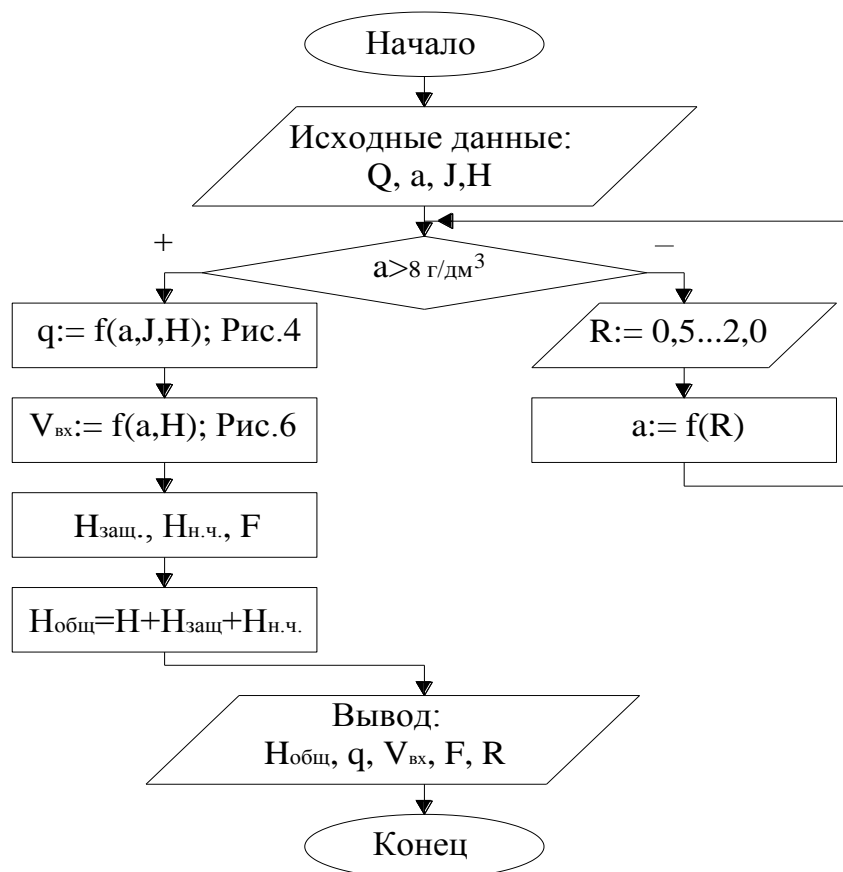 Начало
Исходные данные:
Q, a, J,H
+
–
a>8 г/дм³
q:= f(a,J,H); Рис.4
R:= 0,5...2,0
Vвх:= f(a,H); Рис.6
a:= f(R)
Hзащ., Hн.ч., F
Hобщ=H+Hзащ+Hн.ч.
Вывод:
Hобщ, q, Vвх, F, R
Конец